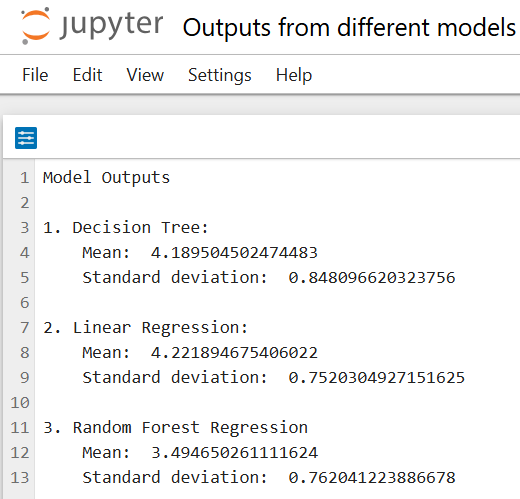 jupyter Outputs from different models
File Edit View Settings Help
1 Model Outputs
2
3 1. Decision Tree:
4 Mean: 4.189504502474483
5 Standard deviation: 0.848096620323756
6
7 2. Linear Regression:
8 Mean: 4.221894675406022
9 Standard deviation: 0.7520304927151625
10
11 3. Random Forest Regression
12 Mean: 3.494650261111624
13 Standard deviation: 0.762041223886678